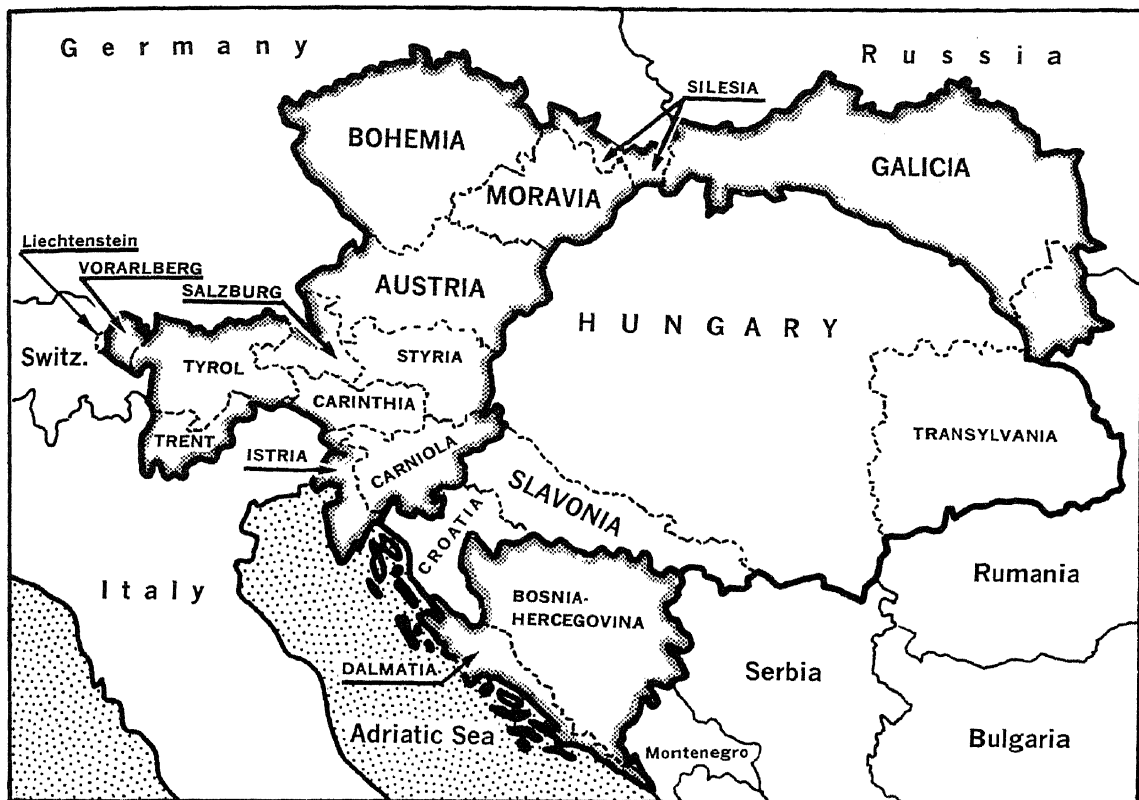 Germany
Russia
SILESIA
BOHEMIA
GALICIA
MORAVIA
Liechtenstein
VORARLBERG
SALZBURG
AUSTRIA
HUNGARY
Switz.
TYROL
STYRIA
CARINTHIA
TRENT
ISTRIA
CARNIOLA
TRANSYLVANIA
SLAVONIA
CROATIA
Italy
BOSNIA-
HERCEGOVINA
Rumania
DALMATIA
Serbia
Adriatic Sea
Montenegro
Bulgaria